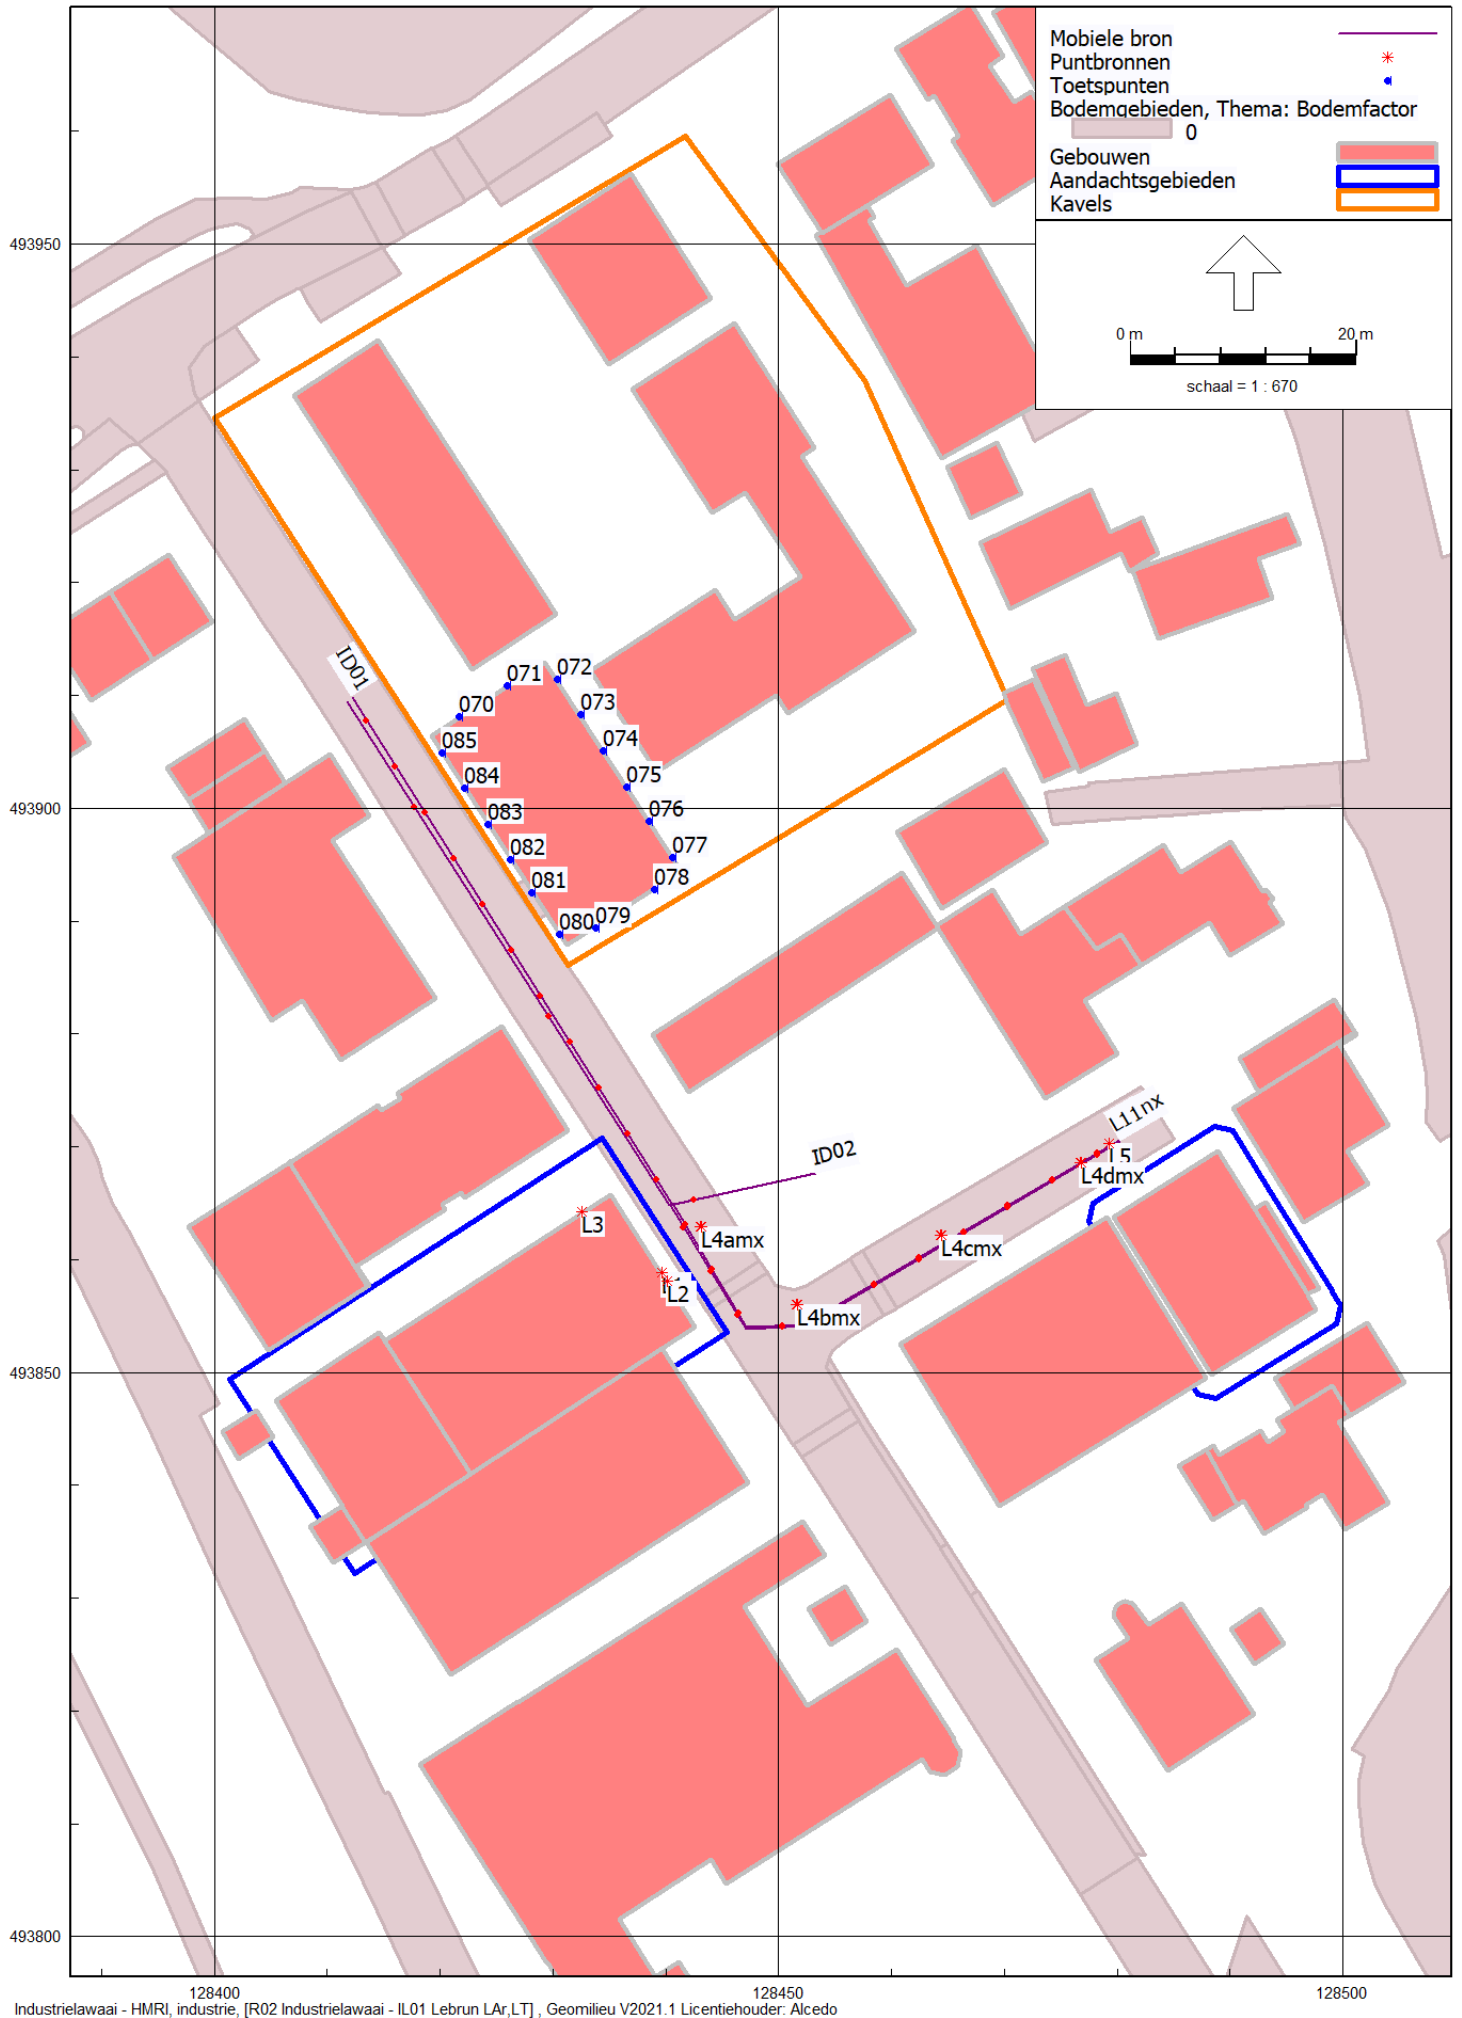 Mobiele bron
Puntbronnen
Toetspunten
Bodemgebieden, Thema: Bodemfactor
0
Gebouwen
Aandachtsgebieden
Kavels
0 m
20 m
schaal = 1 : 670
493950
493900
493850
493800
128400
128450
128500
ID01
071
072
070
073
085
074
084
075
083
076
082
077
081
078
080
079
L11nx
ID02
L5
L4dmx
L3
L4amx
L4cmx
L2
L4bmx
Industrielawaai - HMRI, industrie, [R02 Industrielawaai - IL01 Lebrun LAr,LT] , Geomilieu V2021.1 Licentiehouder: Alcedo